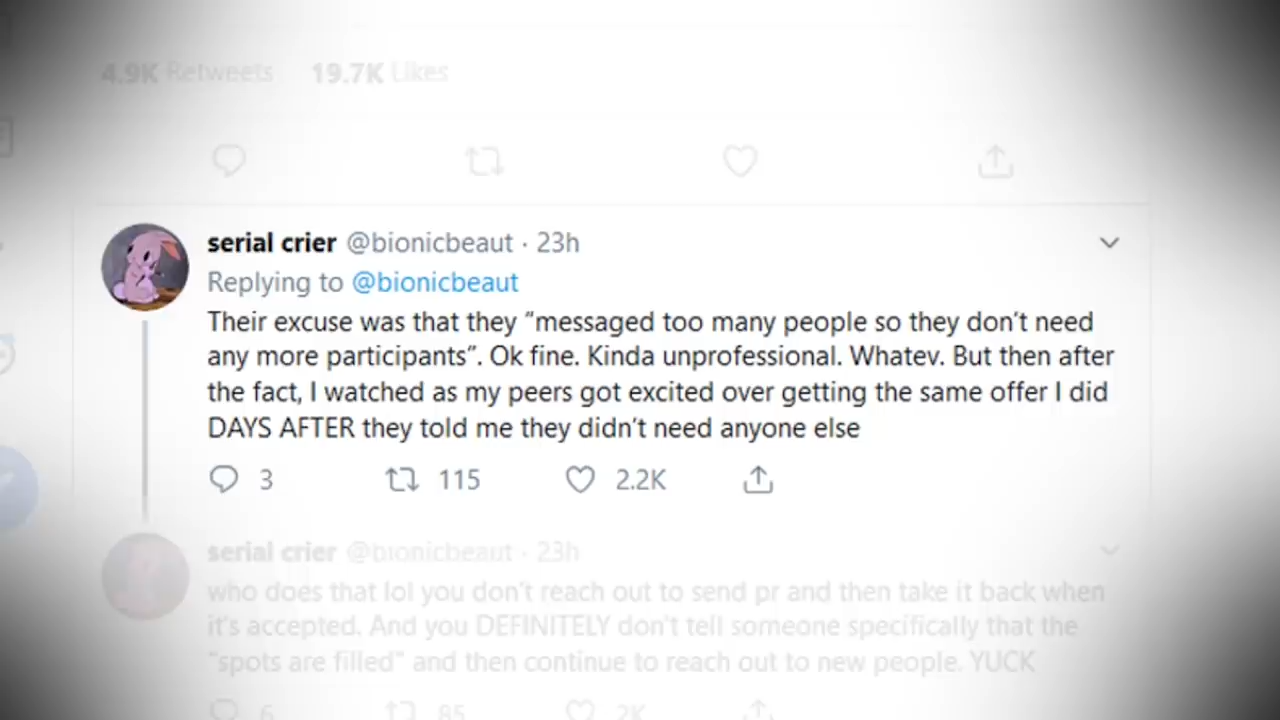 4.9K Retweets 19.7K Likes
serial crier @bionicbeaut · 23h
Replying to @bionicbeaut
Their excuse was that they “messaged too many people so they don’t need
any more participants”. Ok fine. Kinda unprofessional. Whatev. But then after
the fact, I watched as my peers got excited over getting the same offer I did
DAYS AFTER they told me they didn’t need anyone else
3 115 2.2K
serial crier @bionicbeaut · 23h
who does that lol you don’t reach out to send pr and then take it back when
it’s accepted. And you DEFINITELY don’t tell someone specifically that the
“spots are filled” and then continue to reach out to new people. YUCK
6 85 2K